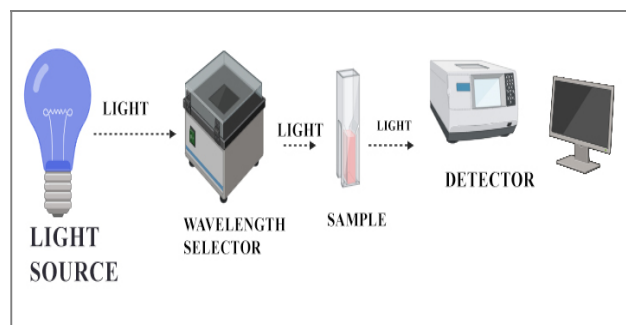 LIGHT
LIGHT
LIGHT
LIGHT
SOURCE
WAVELENGTH
SELECTOR
SAMPLE
DETECTOR